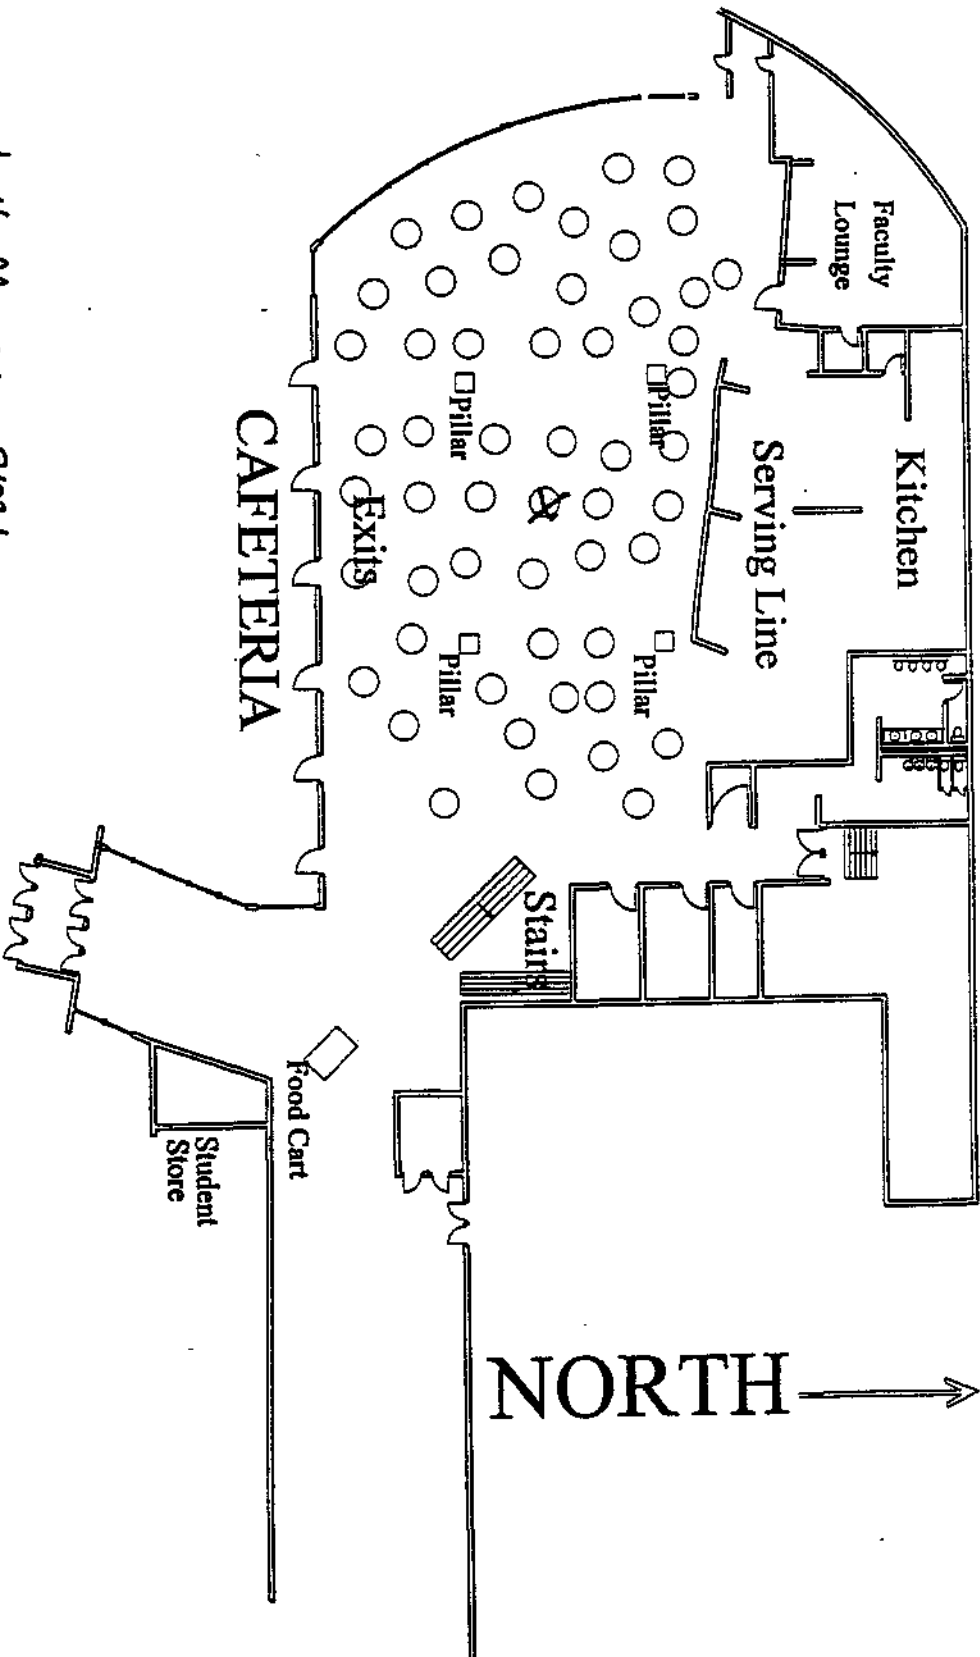 Faculty
Lounge
Kitchen
Serving Line
Pillar
Pillar
Pillar
Pillar
Exits
CAFETERIA
Stairs
Food Cart
Student
Store
NORTH